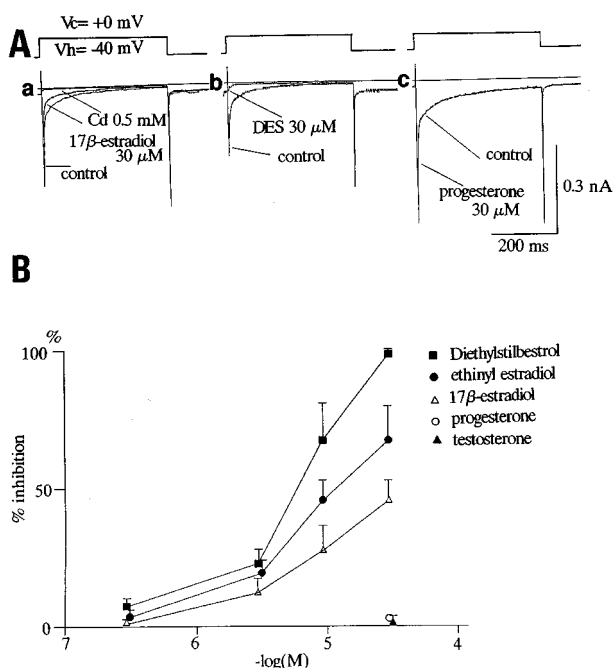 A
Vc= +0 mV
Vh= -40 mV
a
b
c
Cd 0.5 mM
17β-estradiol
30 μM
control
DES 30 μM
control
control
progesterone
30 μM
0.3 nA
200 ms
B
%
100
50
0
% inhibition
7
6
5
4
-log(M)
Diethylstilbestrol
ethinyl estradiol
17β-estradiol
progesterone
testosterone